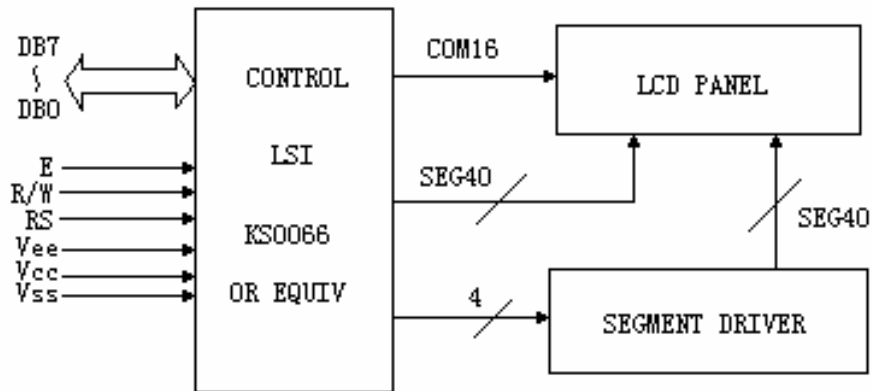 DB7
~
DB0
E
R/W
RS
Vee
Vcc
Vss
CONTROL
LSI
KS0066
OR EQUIV
COM16
SEG40
4
LCD PANEL
SEG40
SEGMENT DRIVER